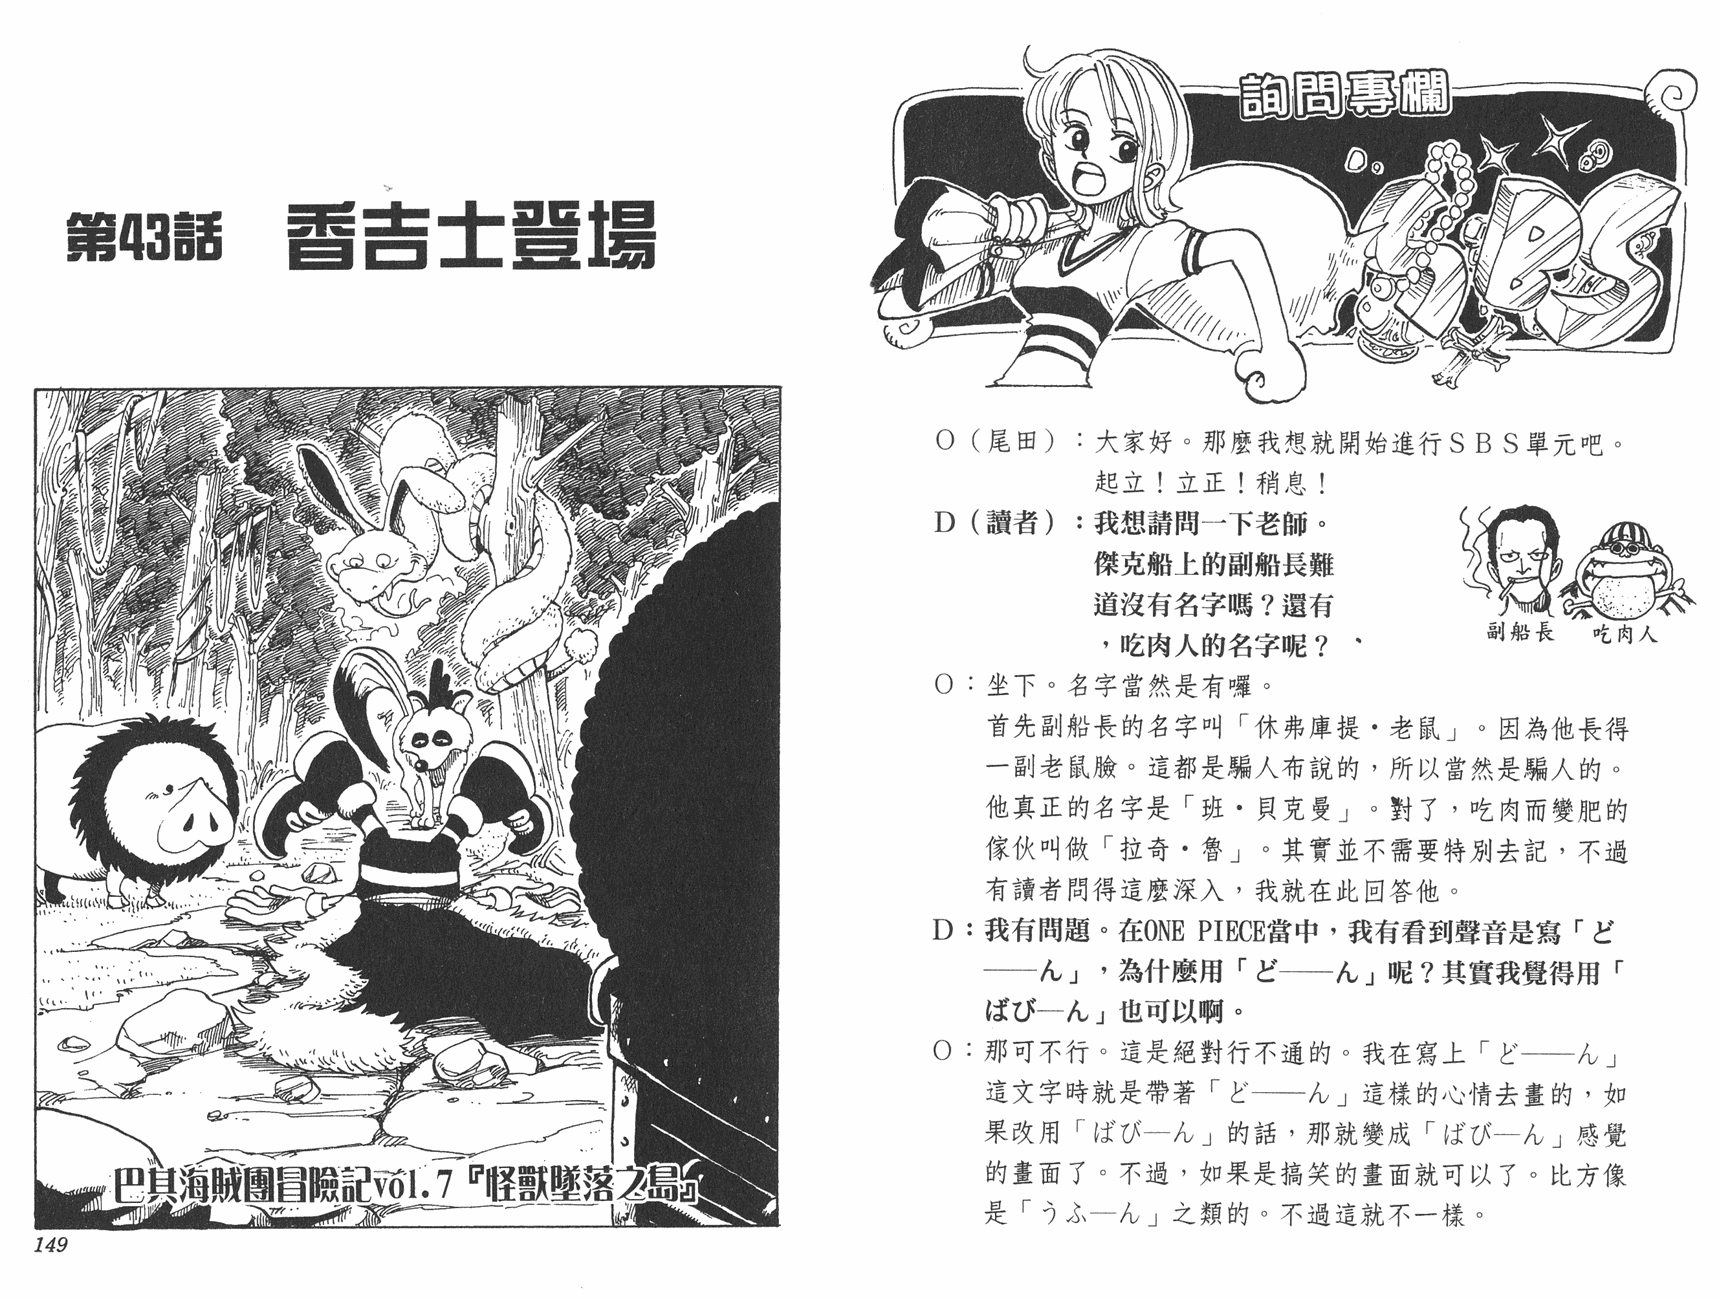 詢問專欄
SBS
O（尾田）：大家好。那麼我想就開始進行ＳＢＳ單元吧。
起立！立正！稍息！
D（讀者）：我想請問一下老師。
傑克船上的副船長難
道沒有名字嗎？還有
，吃肉人的名字呢？
副船長
吃肉人
O：坐下。名字當然是有囉。
首先副船長的名字叫「休弗庫提・老鼠」。因為他長得
一副老鼠臉。這都是騙人布說的，所以當然是騙人的。
他真正的名字是「班・貝克曼」。對了，吃肉而變肥的
傢伙叫做「拉奇・魯」。其實並不需要特別去記，不過
有讀者問得這麼深入，我就在此回答他。
D：我有問題。在ONE PIECE當中，我有看到聲音是寫「ど
──ん」，為什麼用「ど──ん」呢？其實我覺得用「
ばび─ん」也可以啊。
O：那可不行。這是絕對行不通的。我在寫上「ど──ん」
這文字時就是帶著「ど──ん」這樣的心情去畫的，如
果改用「ばび─ん」的話，那就變成「ばび─ん」感覺
的畫面了。不過，如果是搞笑的畫面就可以了。比方像
是「うふ─ん」之類的。不過這就不一樣。
第43話　香吉士登場
巴其海賊團冒險記vol.7『怪獸墜落之島』
149